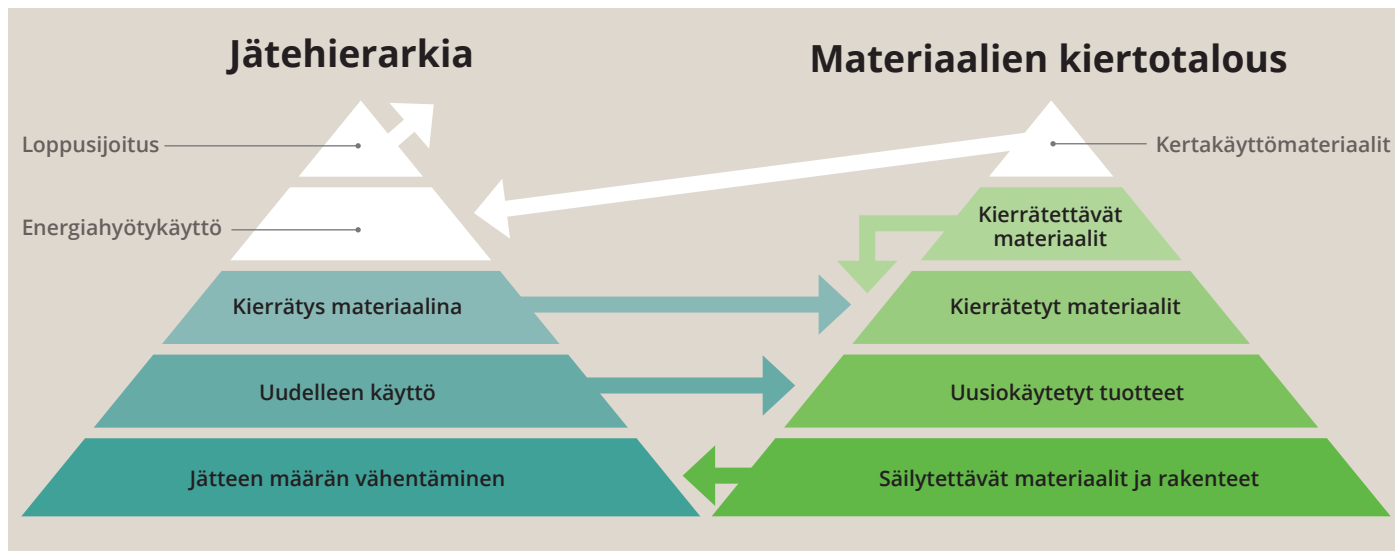 Jätehierarkia
Loppusijoitus
Energiahyötykäyttö
Kierrätys materiaalina
Uudelleen käyttö
Jätteen määrän vähentäminen
Materiaalien kiertotalous
Kertakäyttömateriaalit
Kierrätettävät
materiaalit
Kierrätetyt materiaalit
Uusiokäytetyt tuotteet
Säilytettävät materiaalit ja rakenteet